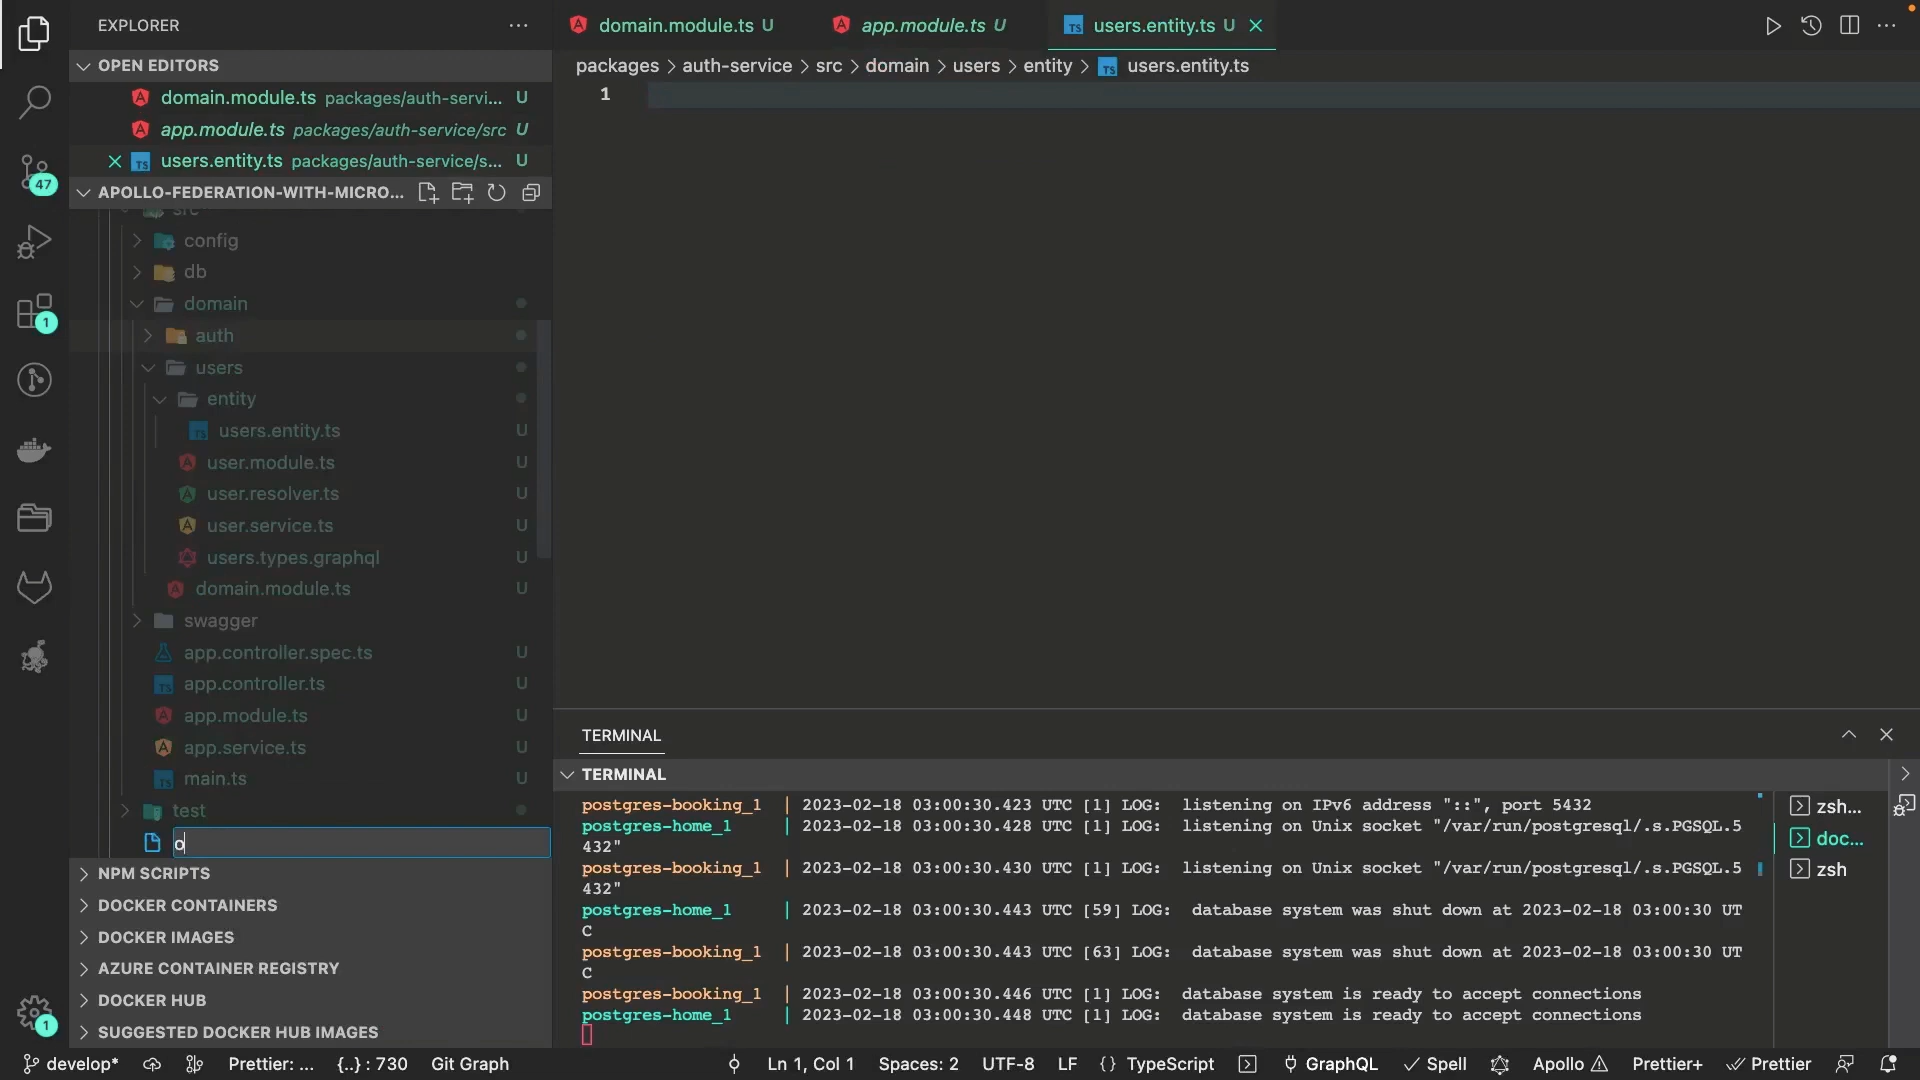 EXPLORER
OPEN EDITORS
domain.module.ts packages/auth-servi... U
app.module.ts packages/auth-service/src U
users.entity.ts packages/auth-service/s... U
APOLLO-FEDERATION-WITH-MICRO...
src
config
db
domain
auth
users
entity
users.entity.ts U
user.module.ts U
user.resolver.ts U
user.service.ts U
users.types.graphql U
domain.module.ts U
swagger
app.controller.spec.ts U
app.controller.ts U
app.module.ts U
app.service.ts U
main.ts U
test
o
NPM SCRIPTS
DOCKER CONTAINERS
DOCKER IMAGES
AZURE CONTAINER REGISTRY
DOCKER HUB
SUGGESTED DOCKER HUB IMAGES
47
1
1
domain.module.ts U
app.module.ts U
TS users.entity.ts U
packages > auth-service > src > domain > users > entity > TS users.entity.ts
1
TERMINAL
TERMINAL
postgres-booking_1 | 2023-02-18 03:00:30.423 UTC [1] LOG: listening on IPv6 address "::", port 5432
postgres-home_1 | 2023-02-18 03:00:30.428 UTC [1] LOG: listening on Unix socket "/var/run/postgresql/.s.PGSQL.5
432"
postgres-booking_1 | 2023-02-18 03:00:30.430 UTC [1] LOG: listening on Unix socket "/var/run/postgresql/.s.PGSQL.5
432"
postgres-home_1 | 2023-02-18 03:00:30.443 UTC [59] LOG: database system was shut down at 2023-02-18 03:00:30 UT
C
postgres-booking_1 | 2023-02-18 03:00:30.443 UTC [63] LOG: database system was shut down at 2023-02-18 03:00:30 UT
C
postgres-booking_1 | 2023-02-18 03:00:30.446 UTC [1] LOG: database system is ready to accept connections
postgres-home_1 | 2023-02-18 03:00:30.448 UTC [1] LOG: database system is ready to accept connections
zsh...
doc...
zsh
develop* Prettier: ... {..} : 730 Git Graph Ln 1, Col 1 Spaces: 2 UTF-8 LF {} TypeScript GraphQL Spell Apollo Prettier+ Prettier